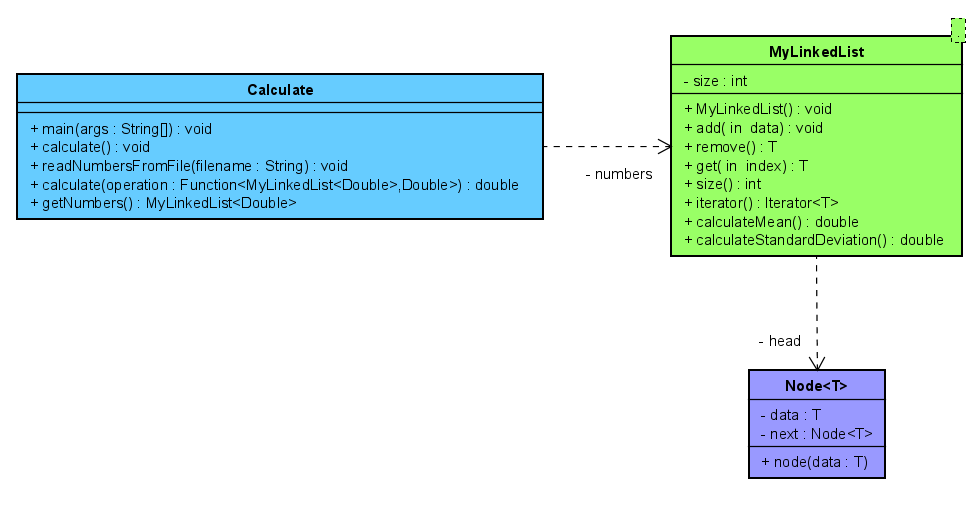 Calculate
+ main(args : String[]) : void
+ calculate() : void
+ readNumbersFromFile(filename : String) : void
+ calculate(operation : Function<MyLinkedList<Double>,Double>) : double
+ getNumbers() : MyLinkedList<Double>
- numbers
MyLinkedList
- size : int
+ MyLinkedList() : void
+ add( in data) : void
+ remove() : T
+ get( in index) : T
+ size() : int
+ iterator() : Iterator<T>
+ calculateMean() : double
+ calculateStandardDeviation() : double
- head
Node<T>
- data : T
- next : Node<T>
+ node(data : T)